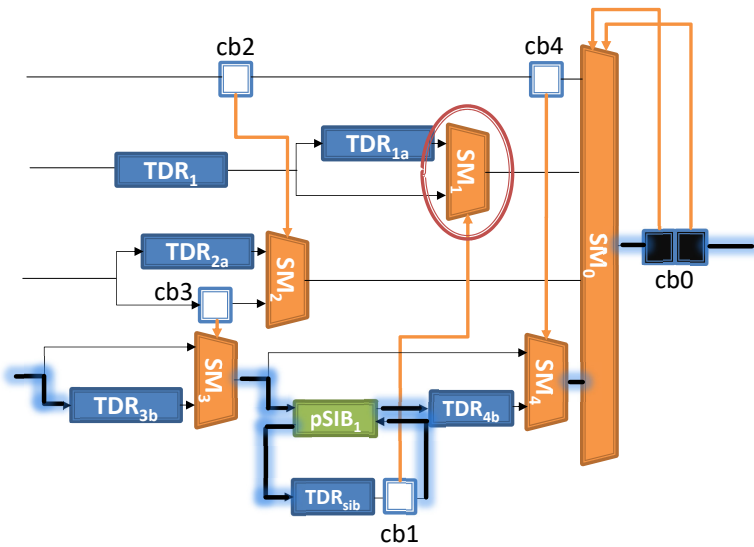 cb2
cb4
TDR1
TDR1a
SM1
SM0
TDR2a
SM2
cb0
cb3
TDR3b
SM3
pSIB1
TDR4b
SM4
TDRsib
cb1